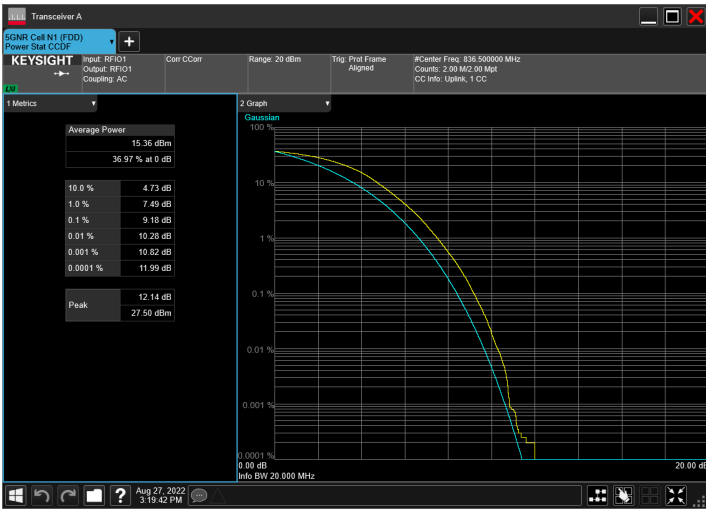 Transceiver A
5GNR Cell N1 (FDD)
Power Stat CCDF
KEYSIGHT
Input: RFIO1
Output: RFIO1
Coupling: AC
Corr CCorr
Range: 20 dBm
Trig: Prot Frame
Aligned
#Center Freq: 836.500000 MHz
Counts: 2.00 M/2.00 Mpt
CC Info: Uplink, 1 CC
LXI
1 Metrics
Average Power
15.36 dBm
36.97 % at 0 dB
10.0 % 4.73 dB
1.0 % 7.49 dB
0.1 % 9.18 dB
0.01 % 10.28 dB
0.001 % 10.82 dB
0.0001 % 11.99 dB
Peak
12.14 dB
27.50 dBm
2 Graph
Gaussian
100 %
10 %
1 %
0.1 %
0.01 %
0.001 %
0.0001 %
0.00 dB
20.00 dB
Info BW 20.000 MHz
Aug 27, 2022
3:19:42 PM